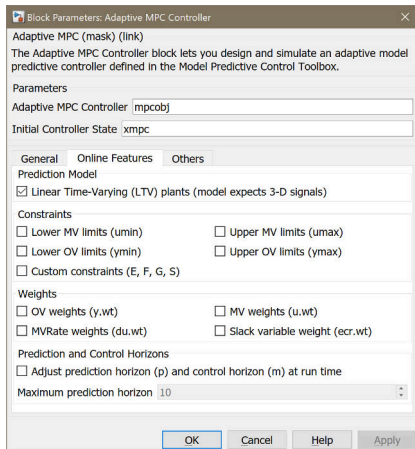 Block Parameters: Adaptive MPC Controller
Adaptive MPC (mask) (link)
The Adaptive MPC Controller block lets you design and simulate an adaptive model
predictive controller defined in the Model Predictive Control Toolbox.
Parameters
Adaptive MPC Controller mpcobj
Initial Controller State xmpc
General Online Features Others
Prediction Model
Linear Time-Varying (LTV) plants (model expects 3-D signals)
Constraints
Lower MV limits (umin) Upper MV limits (umax)
Lower OV limits (ymin) Upper OV limits (ymax)
Custom constraints (E, F, G, S)
Weights
OV weights (y.wt) MV weights (u.wt)
MVRate weights (du.wt) Slack variable weight (ecr.wt)
Prediction and Control Horizons
Adjust prediction horizon (p) and control horizon (m) at run time
Maximum prediction horizon 10
OK Cancel Help Apply